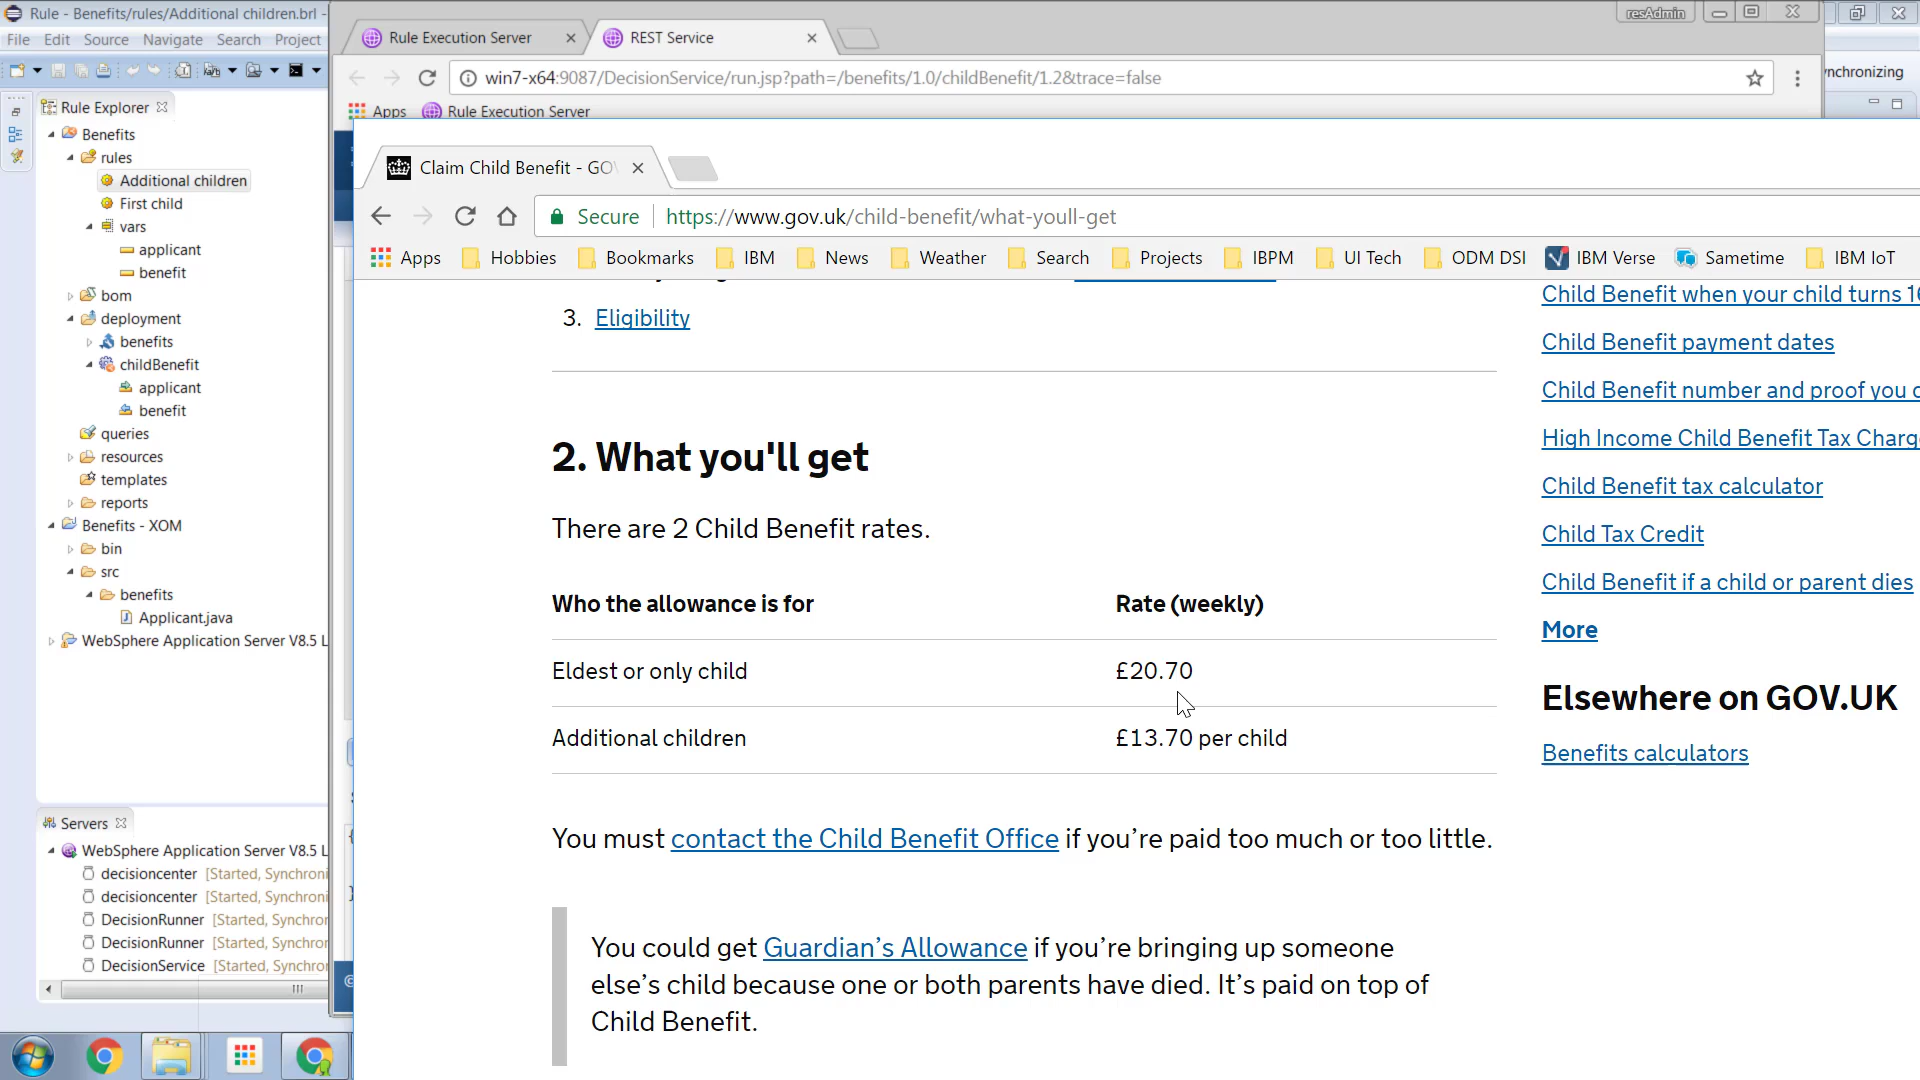 Rule - Benefits/rules/Additional children.brl -
resAdmin
File Edit Source Navigate Search Project
Rule Execution Server
REST Service
win7-x64:9087/DecisionService/run.jsp?path=/benefits/1.0/childBenefit/1.2&trace=false
nchronizing
Apps Rule Execution Server
Rule Explorer
Benefits
rules
Additional children
First child
vars
applicant
benefit
bom
deployment
benefits
childBenefit
applicant
benefit
queries
resources
templates
reports
Benefits - XOM
bin
src
benefits
Applicant.java
WebSphere Application Server V8.5 L
Servers
WebSphere Application Server V8.5 L
decisioncenter [Started, Synchroni
decisioncenter [Started, Synchroni
DecisionRunner [Started, Synchror
DecisionRunner [Started, Synchror
DecisionService [Started, Synchror
Claim Child Benefit - GO
Secure https://www.gov.uk/child-benefit/what-youll-get
Apps Hobbies Bookmarks IBM News Weather Search Projects IBPM UI Tech ODM DSI IBM Verse Sametime IBM IoT
3. Eligibility
2. What you'll get
There are 2 Child Benefit rates.
Who the allowance is for Rate (weekly)
Eldest or only child £20.70
Additional children £13.70 per child
You must contact the Child Benefit Office if you’re paid too much or too little.
You could get Guardian’s Allowance if you’re bringing up someone
else’s child because one or both parents have died. It’s paid on top of
Child Benefit.
Child Benefit when your child turns 16
Child Benefit payment dates
Child Benefit number and proof you
High Income Child Benefit Tax Charg
Child Benefit tax calculator
Child Tax Credit
Child Benefit if a child or parent dies
More
Elsewhere on GOV.UK
Benefits calculators